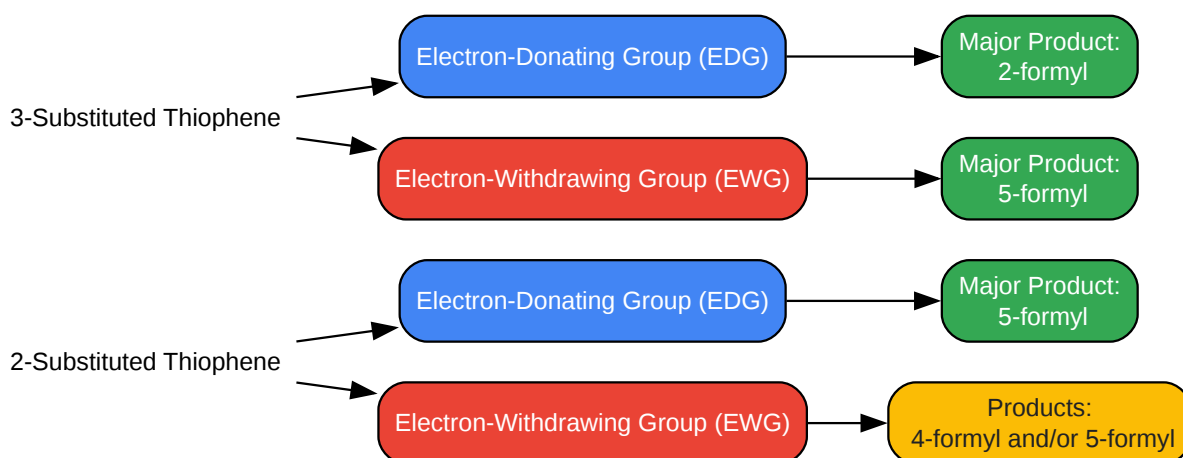 3-Substituted Thiophene
Electron-Donating Group (EDG)
Major Product:
2-formyl
Electron-Withdrawing Group (EWG)
Major Product:
5-formyl
2-Substituted Thiophene
Electron-Donating Group (EDG)
Major Product:
5-formyl
Electron-Withdrawing Group (EWG)
Products:
4-formyl and/or 5-formyl